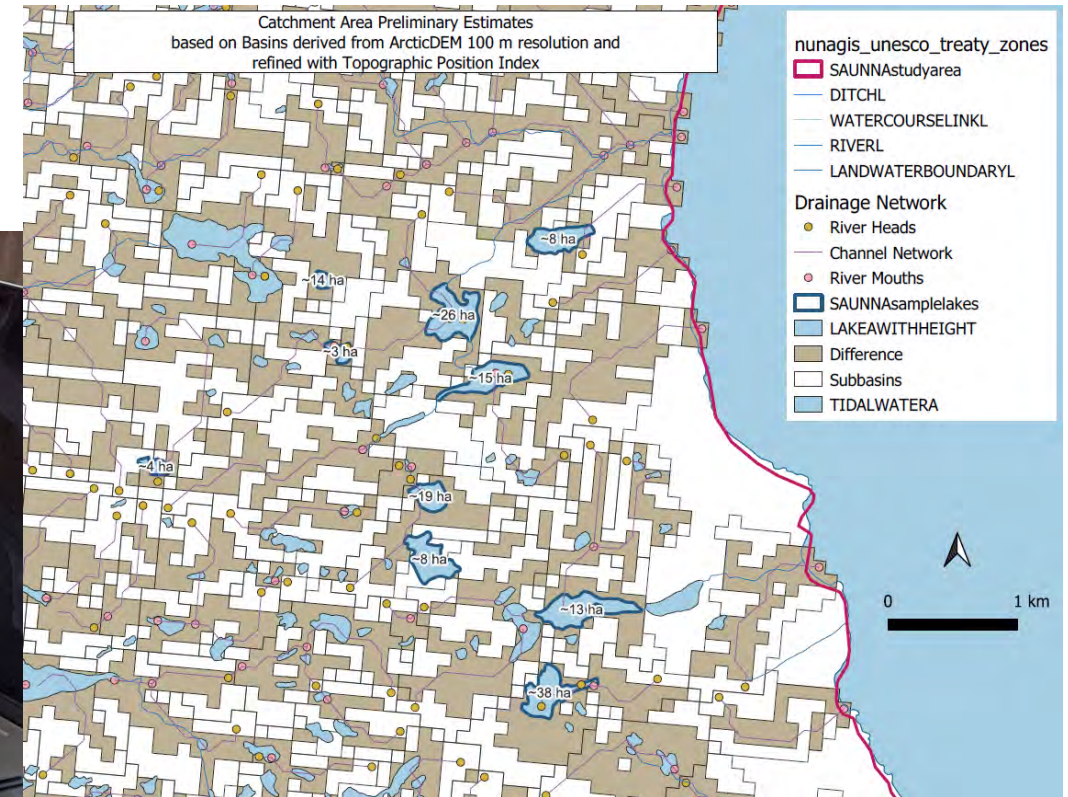 Catchment Area Preliminary Estimates
based on Basins derived from ArcticDEM 100 m resolution and
refined with Topographic Position Index
nunagis_unesco_treaty_zones
SAUNNAstudyarea
DITCHL
WATERCOURSELINKL
RIVERL
LANDWATERBOUNDARYL
Drainage Network
River Heads
Channel Network
River Mouths
SAUNNAsamplelakes
LAKEAWITHHEIGHT
Difference
Subbasins
TIDALWATERA
~8 ha
~14 ha
~26 ha
~3 ha
~15 ha
~4 ha
~19 ha
~8 ha
~13 ha
~38 ha
0 1 km